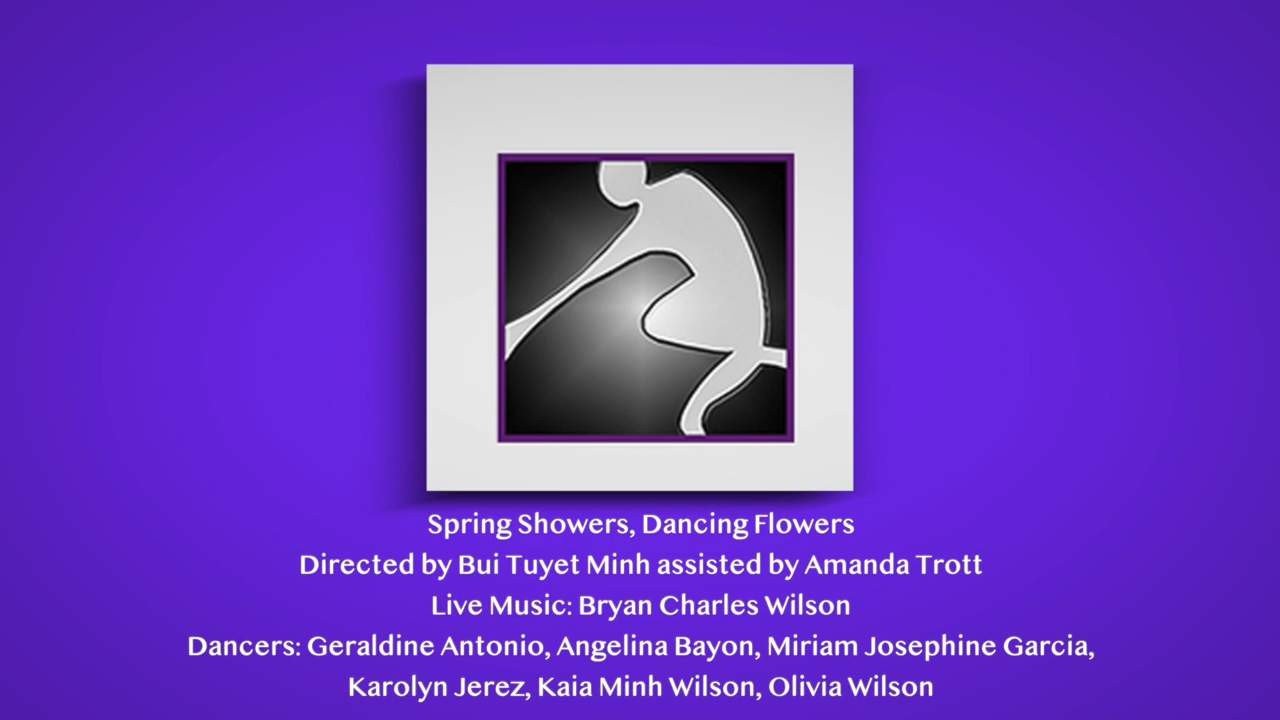 Spring Showers, Dancing Flowers
Directed by Bui Tuyet Minh assisted by Amanda Trott
Live Music: Bryan Charles Wilson
Dancers: Geraldine Antonio, Angelina Bayon, Miriam Josephine Garcia,
Karolyn Jerez, Kaia Minh Wilson, Olivia Wilson